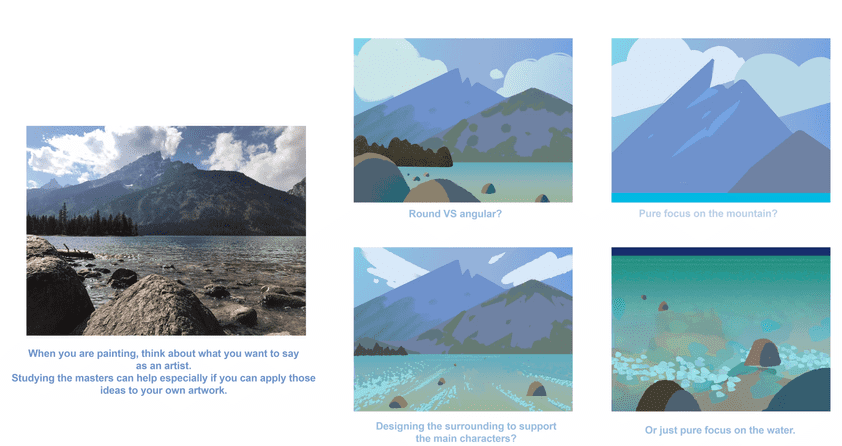 Round VS angular?
Pure focus on the mountain?
When you are painting, think about what you want to say
as an artist.
Studying the masters can help especially if you can apply those
ideas to your own artwork.
Designing the surrounding to support
the main characters?
Or just pure focus on the water.